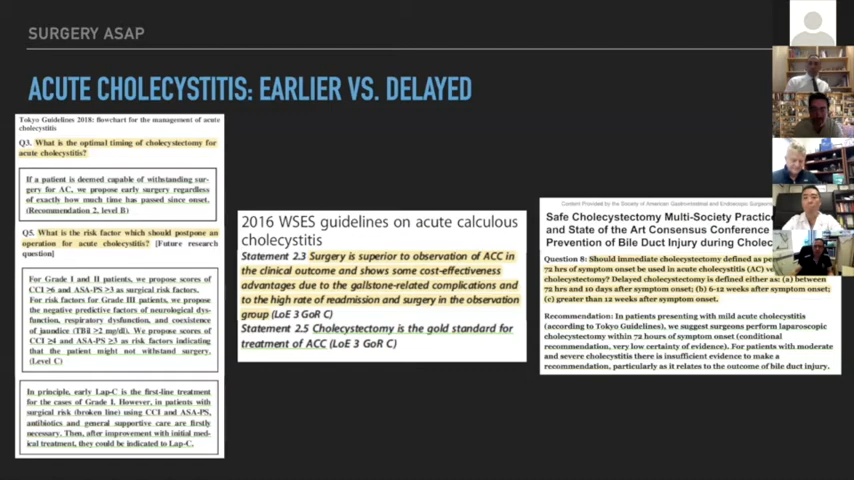 SURGERY ASAP
ACUTE CHOLECYSTITIS: EARLIER VS. DELAYED
Tokyo Guidelines 2018: flowchart for the management of acute
cholecystitis
Q3. What is the optimal timing of cholecystectomy for
acute cholecystitis?
If a patient is deemed capable of withstanding sur-
gery for AC, we propose early surgery regardless
of exactly how much time has passed since onset.
(Recommendation 2, level B)
Q5. What is the risk factor which should postpone an
operation for acute cholecystitis? [Future research
question]
For Grade I and II patients, we propose scores of
CCI ≥6 and ASA-PS ≥3 as surgical risk factors.
For risk factors for Grade III patients, we propose
the negative predictive factors of neurological dys-
function, respiratory dysfunction, and coexistence
of jaundice (TBil ≥2 mg/dl). We propose scores of
CCI ≥4 and ASA-PS ≥3 as risk factors indicating
that the patient might not withstand surgery.
(Level C)
In principle, early Lap-C is the first-line treatment
for the cases of Grade I. However, in patients with
surgical risk (broken line) using CCI and ASA-PS,
antibiotics and general supportive care are firstly
necessary. Then, after improvement with initial med-
ical treatment, they could be indicated to Lap-C.
2016 WSES guidelines on acute calculous
cholecystitis
Statement 2.3 Surgery is superior to observation of ACC in
the clinical outcome and shows some cost-effectiveness
advantages due to the gallstone-related complications and
to the high rate of readmission and surgery in the observation
group (LoE 3 GoR C)
Statement 2.5 Cholecystectomy is the gold standard for
treatment of ACC (LoE 3 GoR C)
Content Provided by the Society of American Gastrointestinal and Endoscopic Surgeons
Safe Cholecystectomy Multi-Society Practice
and State of the Art Consensus Conference
Prevention of Bile Duct Injury during Cholec
Question 8: Should immediate cholecystectomy defined as per
72 hrs of symptom onset be used in acute cholecystitis (AC) ve
cholecystectomy? Delayed cholecystectomy is defined either as: (a) between
72 hrs and 10 days after symptom onset; (b) 6-12 weeks after symptom onset;
(c) greater than 12 weeks after symptom onset.
Recommendation: In patients presenting with mild acute cholecystitis
(according to Tokyo Guidelines), we suggest surgeons perform laparoscopic
cholecystectomy within 72 hours of symptom onset (conditional
recommendation, very low certainty of evidence). For patients with moderate
and severe cholecystitis there is insufficient evidence to make a
recommendation, particularly as it relates to the outcome of bile duct injury.